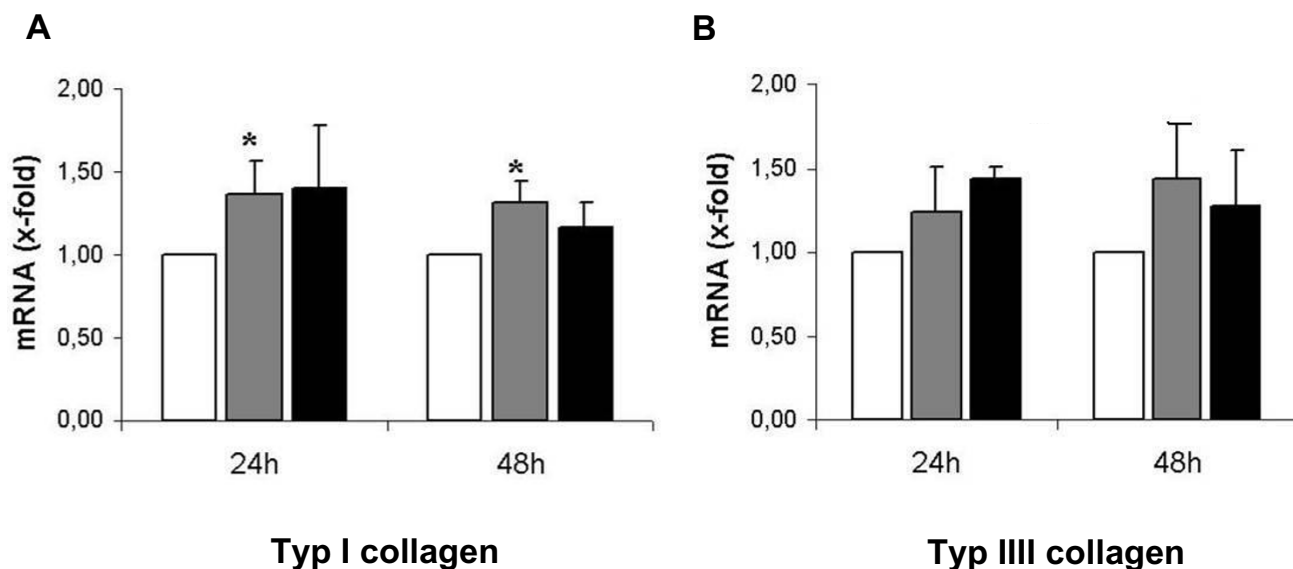 A
mRNA (x-fold)
2,00
1,50
1,00
0,50
0,00
*
*
24h
48h
Typ I collagen
B
mRNA (x-fold)
2,00
1,50
1,00
0,50
0,00
24h
48h
Typ IIII collagen